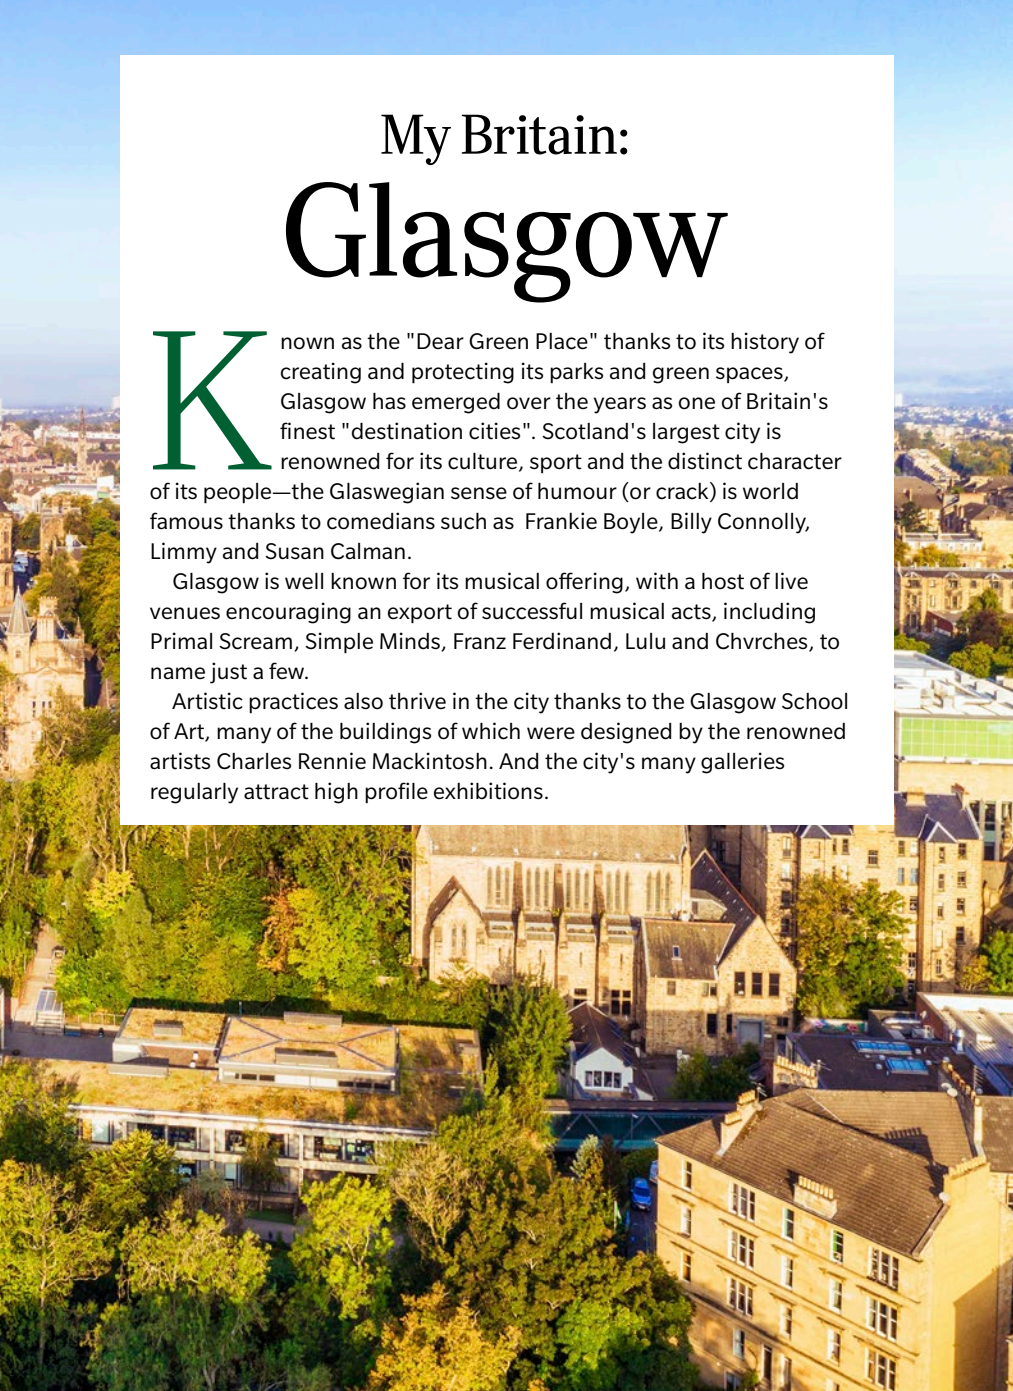 My Britain:
Glasgow
Known as the "Dear Green Place" thanks to its history of
creating and protecting its parks and green spaces,
Glasgow has emerged over the years as one of Britain's
finest "destination cities". Scotland's largest city is
renowned for its culture, sport and the distinct character
of its people—the Glaswegian sense of humour (or crack) is world
famous thanks to comedians such as  Frankie Boyle, Billy Connolly,
Limmy and Susan Calman.
Glasgow is well known for its musical offering, with a host of live
venues encouraging an export of successful musical acts, including
Primal Scream, Simple Minds, Franz Ferdinand, Lulu and Chvrches, to
name just a few.
Artistic practices also thrive in the city thanks to the Glasgow School
of Art, many of the buildings of which were designed by the renowned
artists Charles Rennie Mackintosh. And the city's many galleries
regularly attract high profile exhibitions.